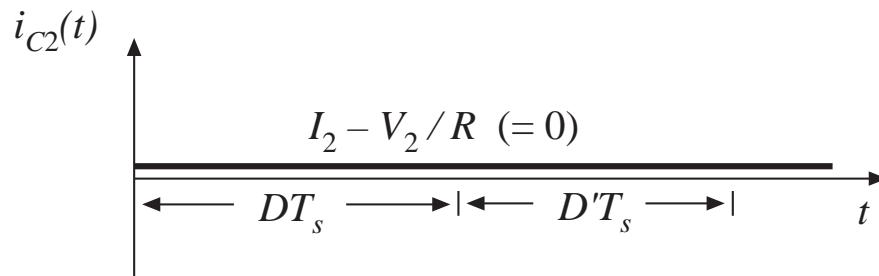 i_{C2}(t)
I_2 – V_2 / R (= 0)
DT_s D'T_s t